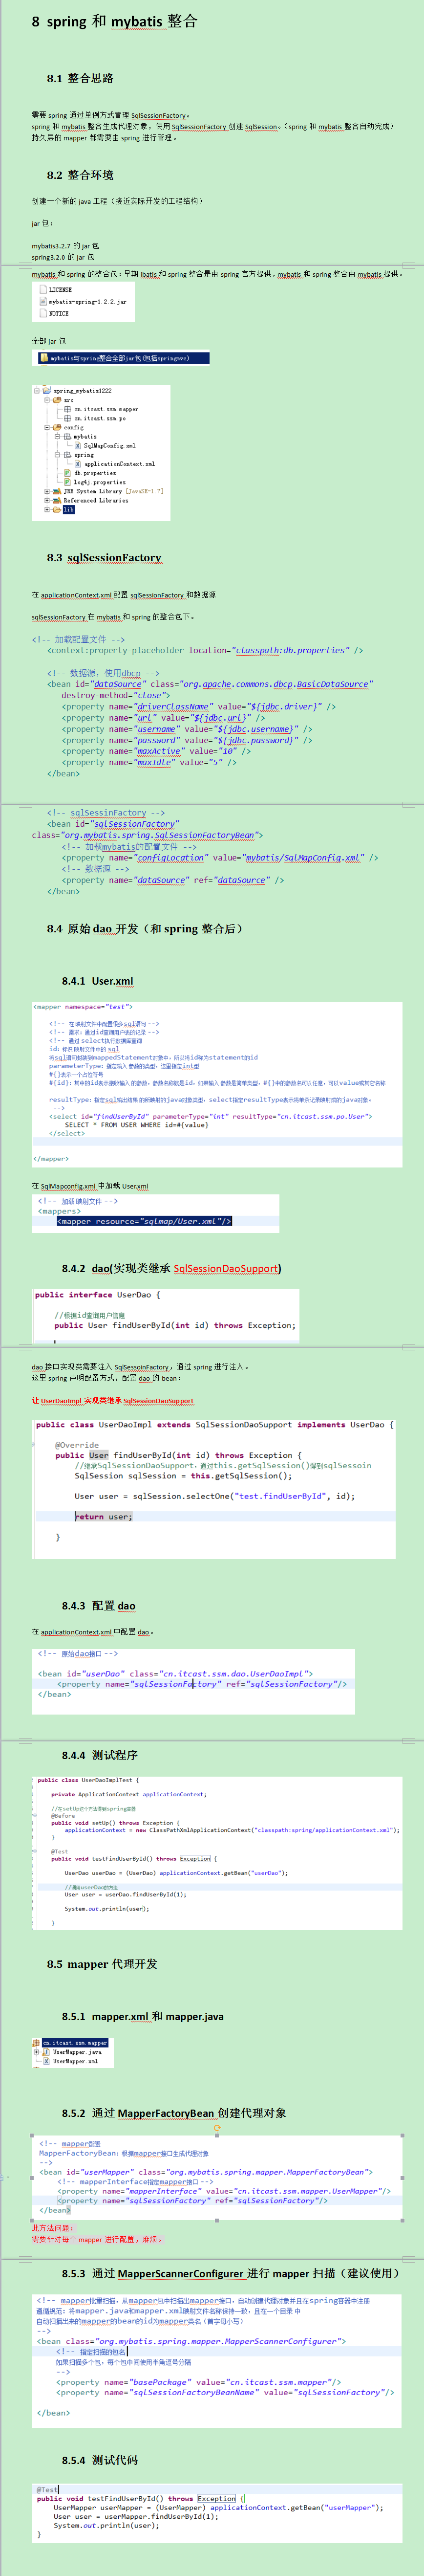 8 spring 和 mybatis 整合
8.1 整合思路
需要 spring 通过单例方式管理 SqlSessionFactory。
spring 和 mybatis 整合生成代理对象，使用 SqlSessionFactory 创建 SqlSession。（spring 和 mybatis 整合自动完成）
持久层的 mapper 都需要由 spring 进行管理。
8.2 整合环境
创建一个新的 java 工程（接近实际开发的工程结构）
jar 包：
mybatis3.2.7 的 jar 包
spring3.2.0 的 jar 包
mybatis 和 spring 的整合包：早期 ibatis 和 spring 整合是由 spring 官方提供，mybatis 和 spring 整合由 mybatis 提供。
LICENSE
mybatis-spring-1.2.2.jar
NOTICE
全部 jar 包
mybatis与spring整合全部jar包(包括springmvc)
spring_mybatis1222
src
cn.itcast.ssm.mapper
cn.itcast.ssm.po
config
mybatis
SqlMapConfig.xml
spring
applicationContext.xml
db.properties
log4j.properties
JRE System Library [JavaSE-1.7]
Referenced Libraries
lib
8.3 sqlSessionFactory
在 applicationContext.xml 配置 sqlSessionFactory 和数据源
sqlSessionFactory 在 mybatis 和 spring 的整合包下。
<!-- 加载配置文件 -->
<context:property-placeholder location="classpath:db.properties" />
<!-- 数据源，使用dbcp -->
<bean id="dataSource" class="org.apache.commons.dbcp.BasicDataSource"
destroy-method="close">
<property name="driverClassName" value="${jdbc.driver}" />
<property name="url" value="${jdbc.url}" />
<property name="username" value="${jdbc.username}" />
<property name="password" value="${jdbc.password}" />
<property name="maxActive" value="10" />
<property name="maxIdle" value="5" />
</bean>
<!-- sqlSessinFactory -->
<bean id="sqlSessionFactory"
class="org.mybatis.spring.SqlSessionFactoryBean">
<!-- 加载mybatis的配置文件 -->
<property name="configLocation" value="mybatis/SqlMapConfig.xml" />
<!-- 数据源 -->
<property name="dataSource" ref="dataSource" />
</bean>
8.4 原始 dao 开发（和 spring 整合后）
8.4.1 User.xml
<mapper namespace="test">
<!-- 在 映射文件中配置很多sql语句 -->
<!-- 需求：通过id查询用户表的记录 -->
<!-- 通过 select执行数据库查询
id：标识 映射文件中的 sql
将sql语句封装到mappedStatement对象中，所以将id称为statement的id
parameterType：指定输入 参数的类型，这里指定int型
#{}表示一个占位符号
#{id}：其中的id表示接收输入 的参数，参数名称就是id，如果输入 参数是简单类型，#{}中的参数名可以任意，可以value或其它名称
resultType：指定sql输出结果 的所映射的java对象类型，select指定resultType表示将单条记录映射成的java对象。
-->
<select id="findUserById" parameterType="int" resultType="cn.itcast.ssm.po.User">
SELECT * FROM USER WHERE id=#{value}
</select>
</mapper>
在 SqlMapconfig.xml 中加载 User.xml
<!-- 加载 映射文件 -->
<mappers>
<mapper resource="sqlmap/User.xml"/>
8.4.2 dao(实现类继承 SqlSessionDaoSupport)
public interface UserDao {
//根据id查询用户信息
public User findUserById(int id) throws Exception;
dao 接口实现类需要注入 SqlSessoinFactory，通过 spring 进行注入。
这里 spring 声明配置方式，配置 dao 的 bean：
让 UserDaoImpl 实现类继承 SqlSessionDaoSupport
public class UserDaoImpl extends SqlSessionDaoSupport implements UserDao {
@Override
public User findUserById(int id) throws Exception {
//继承SqlSessionDaoSupport，通过this.getSqlSession()得到sqlSessoin
SqlSession sqlSession = this.getSqlSession();
User user = sqlSession.selectOne("test.findUserById", id);
return user;
}
8.4.3 配置 dao
在 applicationContext.xml 中配置 dao。
<!-- 原始dao接口 -->
<bean id="userDao" class="cn.itcast.ssm.dao.UserDaoImpl">
<property name="sqlSessionFactory" ref="sqlSessionFactory"/>
</bean>
8.4.4 测试程序
public class UserDaoImplTest {
private ApplicationContext applicationContext;
//在setUp这个方法得到spring容器
@Before
public void setUp() throws Exception {
applicationContext = new ClassPathXmlApplicationContext("classpath:spring/applicationContext.xml");
}
@Test
public void testFindUserById() throws Exception {
UserDao userDao = (UserDao) applicationContext.getBean("userDao");
//调用userDao的方法
User user = userDao.findUserById(1);
System.out.println(user);
}
8.5 mapper 代理开发
8.5.1 mapper.xml 和 mapper.java
cn.itcast.ssm.mapper
UserMapper.java
UserMapper.xml
8.5.2 通过 MapperFactoryBean 创建代理对象
<!-- mapper配置
MapperFactoryBean：根据mapper接口生成代理对象
-->
<bean id="userMapper" class="org.mybatis.spring.mapper.MapperFactoryBean">
<!-- mapperInterface指定mapper接口 -->
<property name="mapperInterface" value="cn.itcast.ssm.mapper.UserMapper"/>
<property name="sqlSessionFactory" ref="sqlSessionFactory"/>
</bean>
此方法问题：
需要针对每个 mapper 进行配置，麻烦。
8.5.3 通过 MapperScannerConfigurer 进行 mapper 扫描（建议使用）
<!-- mapper批量扫描，从mapper包中扫描出mapper接口，自动创建代理对象并且在spring容器中注册
遵循规范：将mapper.java和mapper.xml映射文件名称保持一致，且在一个目录 中
自动扫描出来的mapper的bean的id为mapper类名（首字母小写）
-->
<bean class="org.mybatis.spring.mapper.MapperScannerConfigurer">
<!-- 指定扫描的包名
如果扫描多个包，每个包中间使用半角逗号分隔
-->
<property name="basePackage" value="cn.itcast.ssm.mapper"/>
<property name="sqlSessionFactoryBeanName" value="sqlSessionFactory"/>
</bean>
8.5.4 测试代码
@Test
public void testFindUserById() throws Exception {
UserMapper userMapper = (UserMapper) applicationContext.getBean("userMapper");
User user = userMapper.findUserById(1);
System.out.println(user);
}